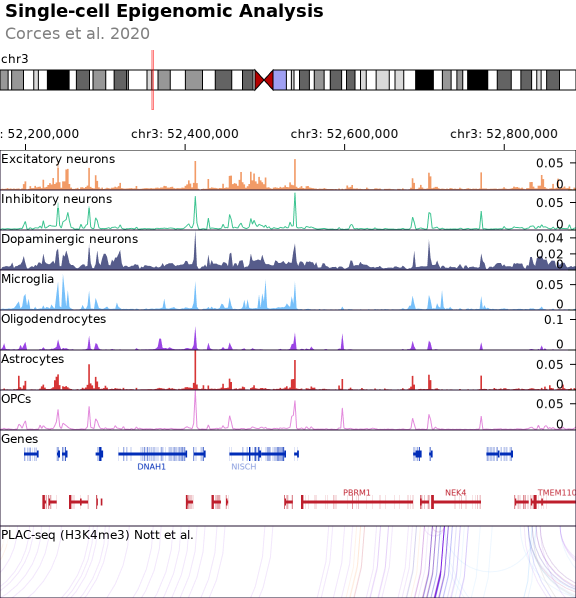 Single-cell Epigenomic Analysis
Corces et al. 2020
chr3
: 52,200,000 chr3: 52,400,000 chr3: 52,600,000 chr3: 52,800,000
Excitatory neurons 0.05
0
Inhibitory neurons 0.05
0
Dopaminergic neurons 0.04
0.02
0
Microglia 0.05
0
Oligodendrocytes 0.1
0
Astrocytes 0.05
0
OPCs 0.05
0
Genes
DNAH1 NISCH
PBRM1 NEK4 TMEM110
PLAC-seq (H3K4me3) Nott et al.